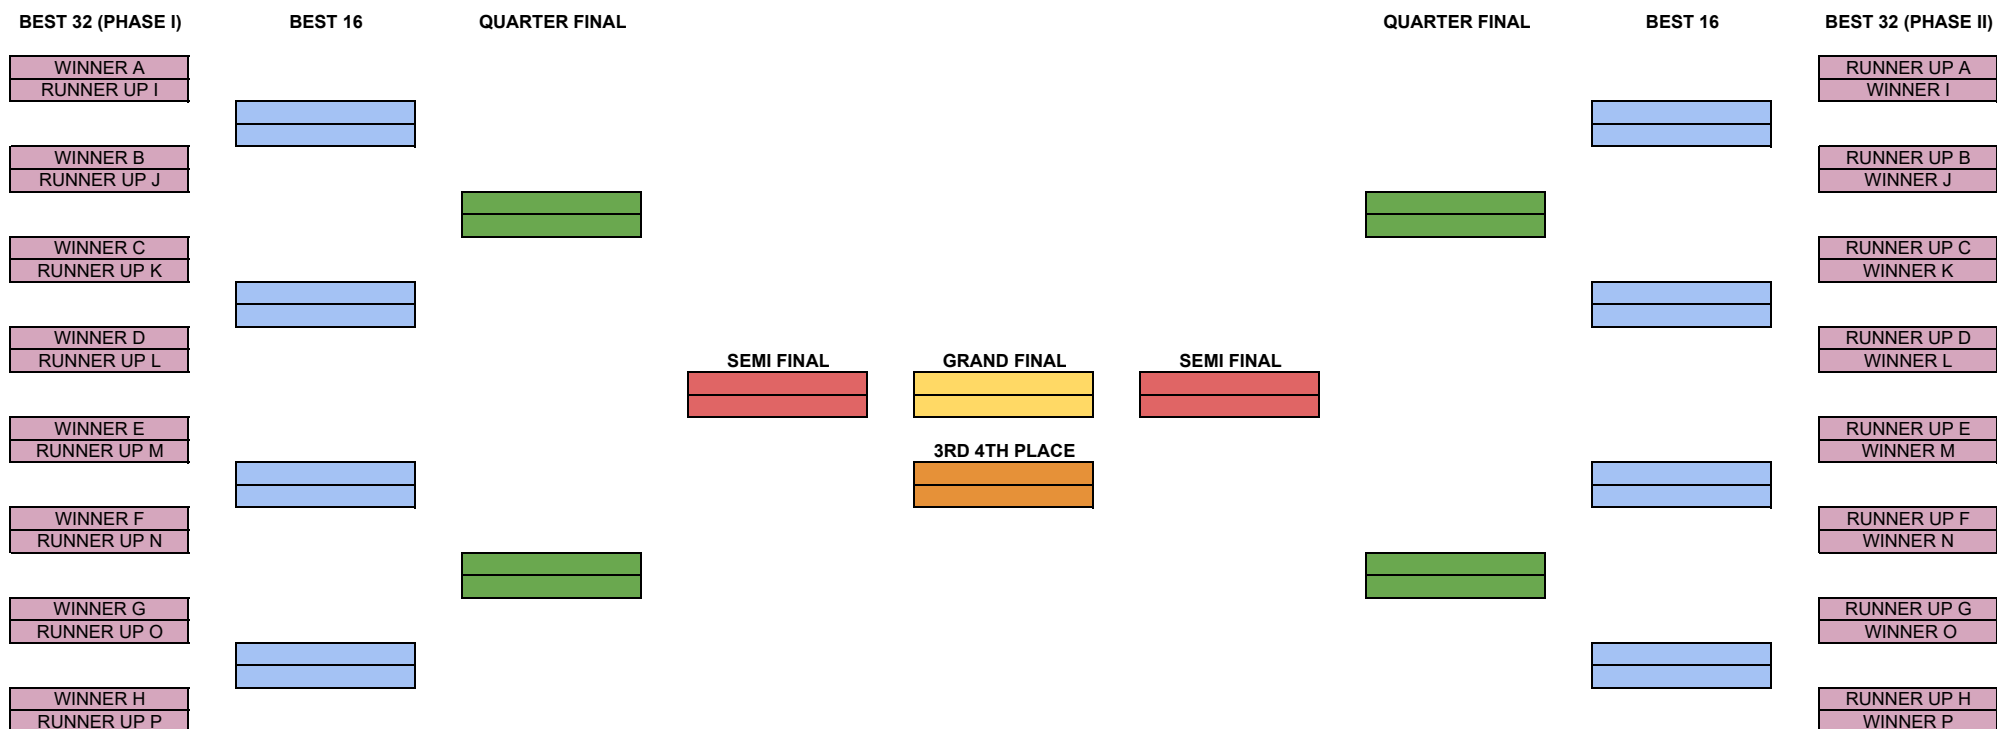 BEST 32 (PHASE I)
BEST 16
QUARTER FINAL
QUARTER FINAL
BEST 16
BEST 32 (PHASE II)
WINNER A
RUNNER UP I
WINNER B
RUNNER UP J
WINNER C
RUNNER UP K
WINNER D
RUNNER UP L
WINNER E
RUNNER UP M
WINNER F
RUNNER UP N
WINNER G
RUNNER UP O
WINNER H
RUNNER UP P
SEMI FINAL
GRAND FINAL
SEMI FINAL
3RD 4TH PLACE
RUNNER UP A
WINNER I
RUNNER UP B
WINNER J
RUNNER UP C
WINNER K
RUNNER UP D
WINNER L
RUNNER UP E
WINNER M
RUNNER UP F
WINNER N
RUNNER UP G
WINNER O
RUNNER UP H
WINNER P